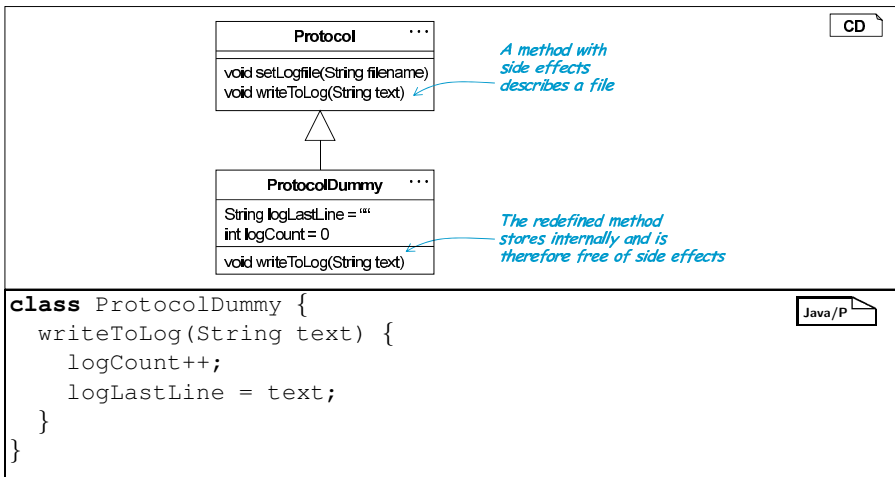 Protocol ...
CD
void setLogfile(String filename)
void writeToLog(String text)
A method with
side effects
describes a file
ProtocolDummy ...
String logLastLine = ““
int logCount = 0
void writeToLog(String text)
The redefined method
stores internally and is
therefore free of side effects
class ProtocolDummy {
Java/P
writeToLog(String text) {
logCount++;
logLastLine = text;
}
}